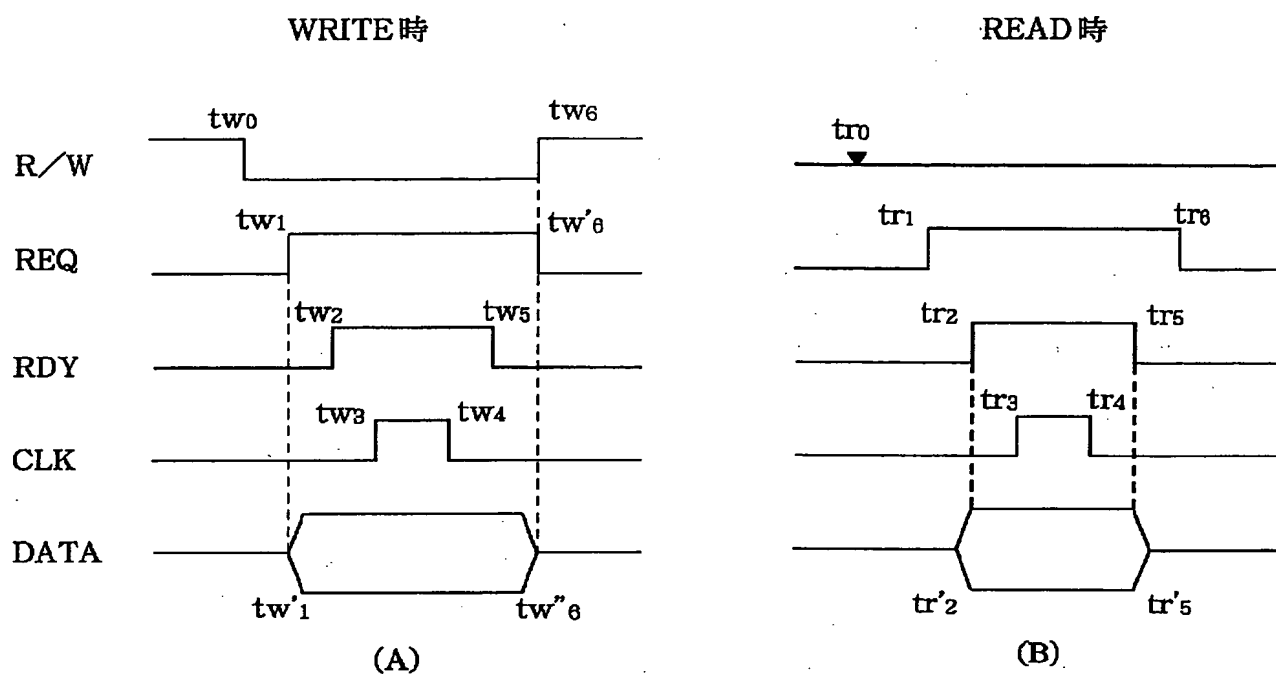 WRITE時 READ時
tw0 tw6 tr0
R／W
tw1 tw'6 tr1 tr6
REQ
tw2 tw5 tr2 tr5
RDY
tw3 tw4 tr3 tr4
CLK
DATA
tw'1 tw"6 tr'2 tr'5
(A) (B)